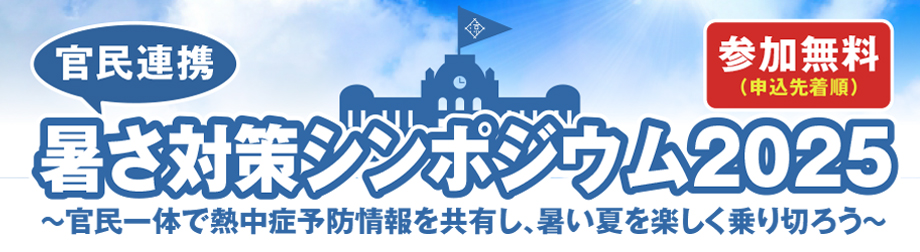 官民連携
参加無料
（申込先着順）
暑さ対策シンポジウム2025
～官民一体で熱中症予防情報を共有し、暑い夏を楽しく乗り切ろう～